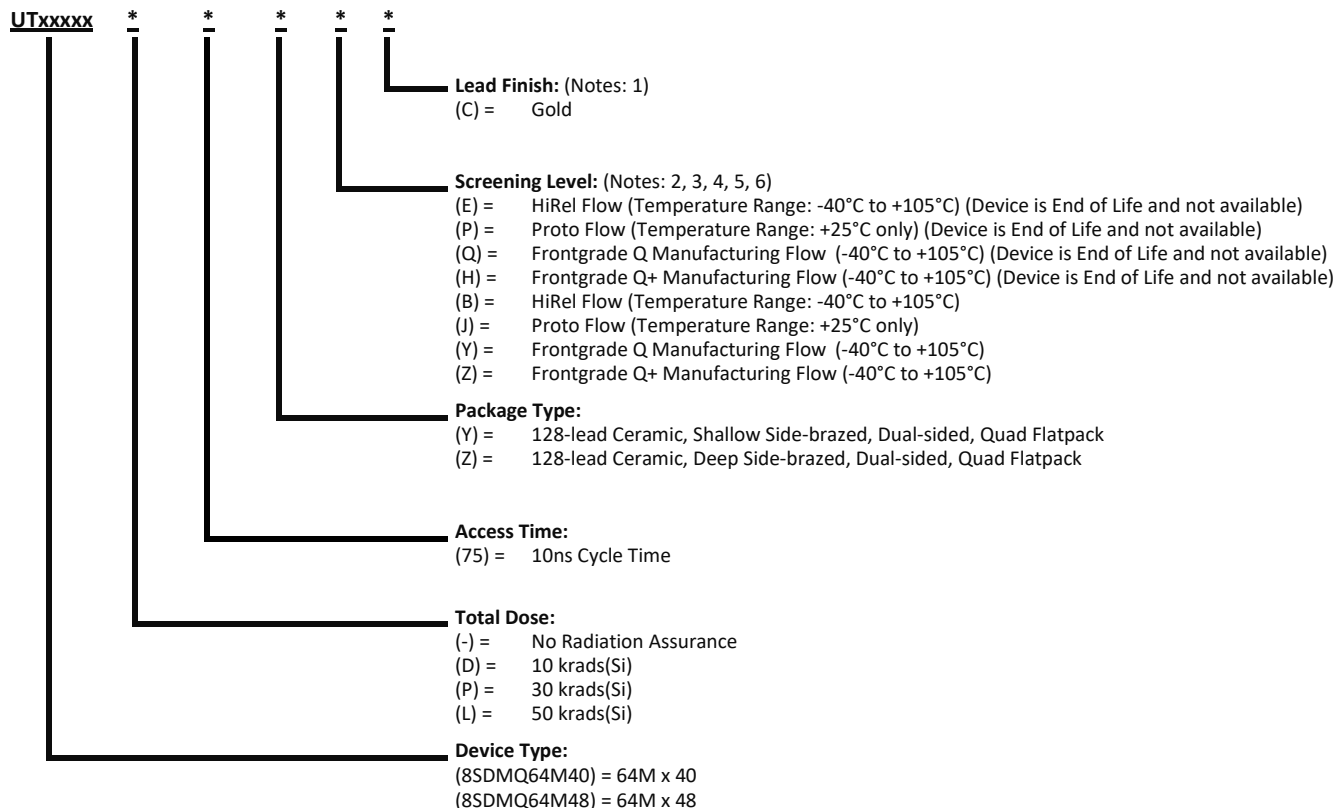 UTxxxxx * * * * *
Lead Finish: (Notes: 1)
(C) = Gold
Screening Level: (Notes: 2, 3, 4, 5, 6)
(E) = HiRel Flow (Temperature Range: -40°C to +105°C) (Device is End of Life and not available)
(P) = Proto Flow (Temperature Range: +25°C only) (Device is End of Life and not available)
(Q) = Frontgrade Q Manufacturing Flow (-40°C to +105°C) (Device is End of Life and not available)
(H) = Frontgrade Q+ Manufacturing Flow (-40°C to +105°C) (Device is End of Life and not available)
(B) = HiRel Flow (Temperature Range: -40°C to +105°C)
(J) = Proto Flow (Temperature Range: +25°C only)
(Y) = Frontgrade Q Manufacturing Flow (-40°C to +105°C)
(Z) = Frontgrade Q+ Manufacturing Flow (-40°C to +105°C)
Package Type:
(Y) = 128-lead Ceramic, Shallow Side-brazed, Dual-sided, Quad Flatpack
(Z) = 128-lead Ceramic, Deep Side-brazed, Dual-sided, Quad Flatpack
Access Time:
(75) = 10ns Cycle Time
Total Dose:
(-) = No Radiation Assurance
(D) = 10 krads(Si)
(P) = 30 krads(Si)
(L) = 50 krads(Si)
Device Type:
(8SDMQ64M40) = 64M x 40
(8SDMQ64M48) = 64M x 48